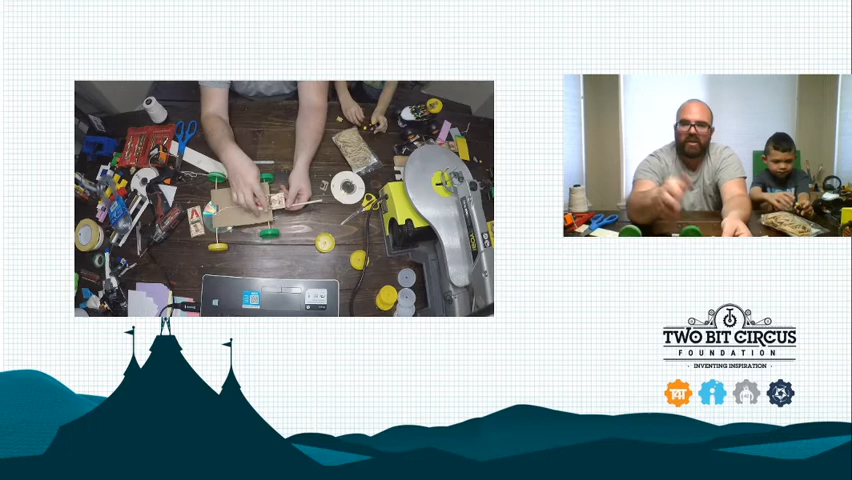 TWO BIT CIRCUS
FOUNDATION
· INVENTING INSPIRATION ·